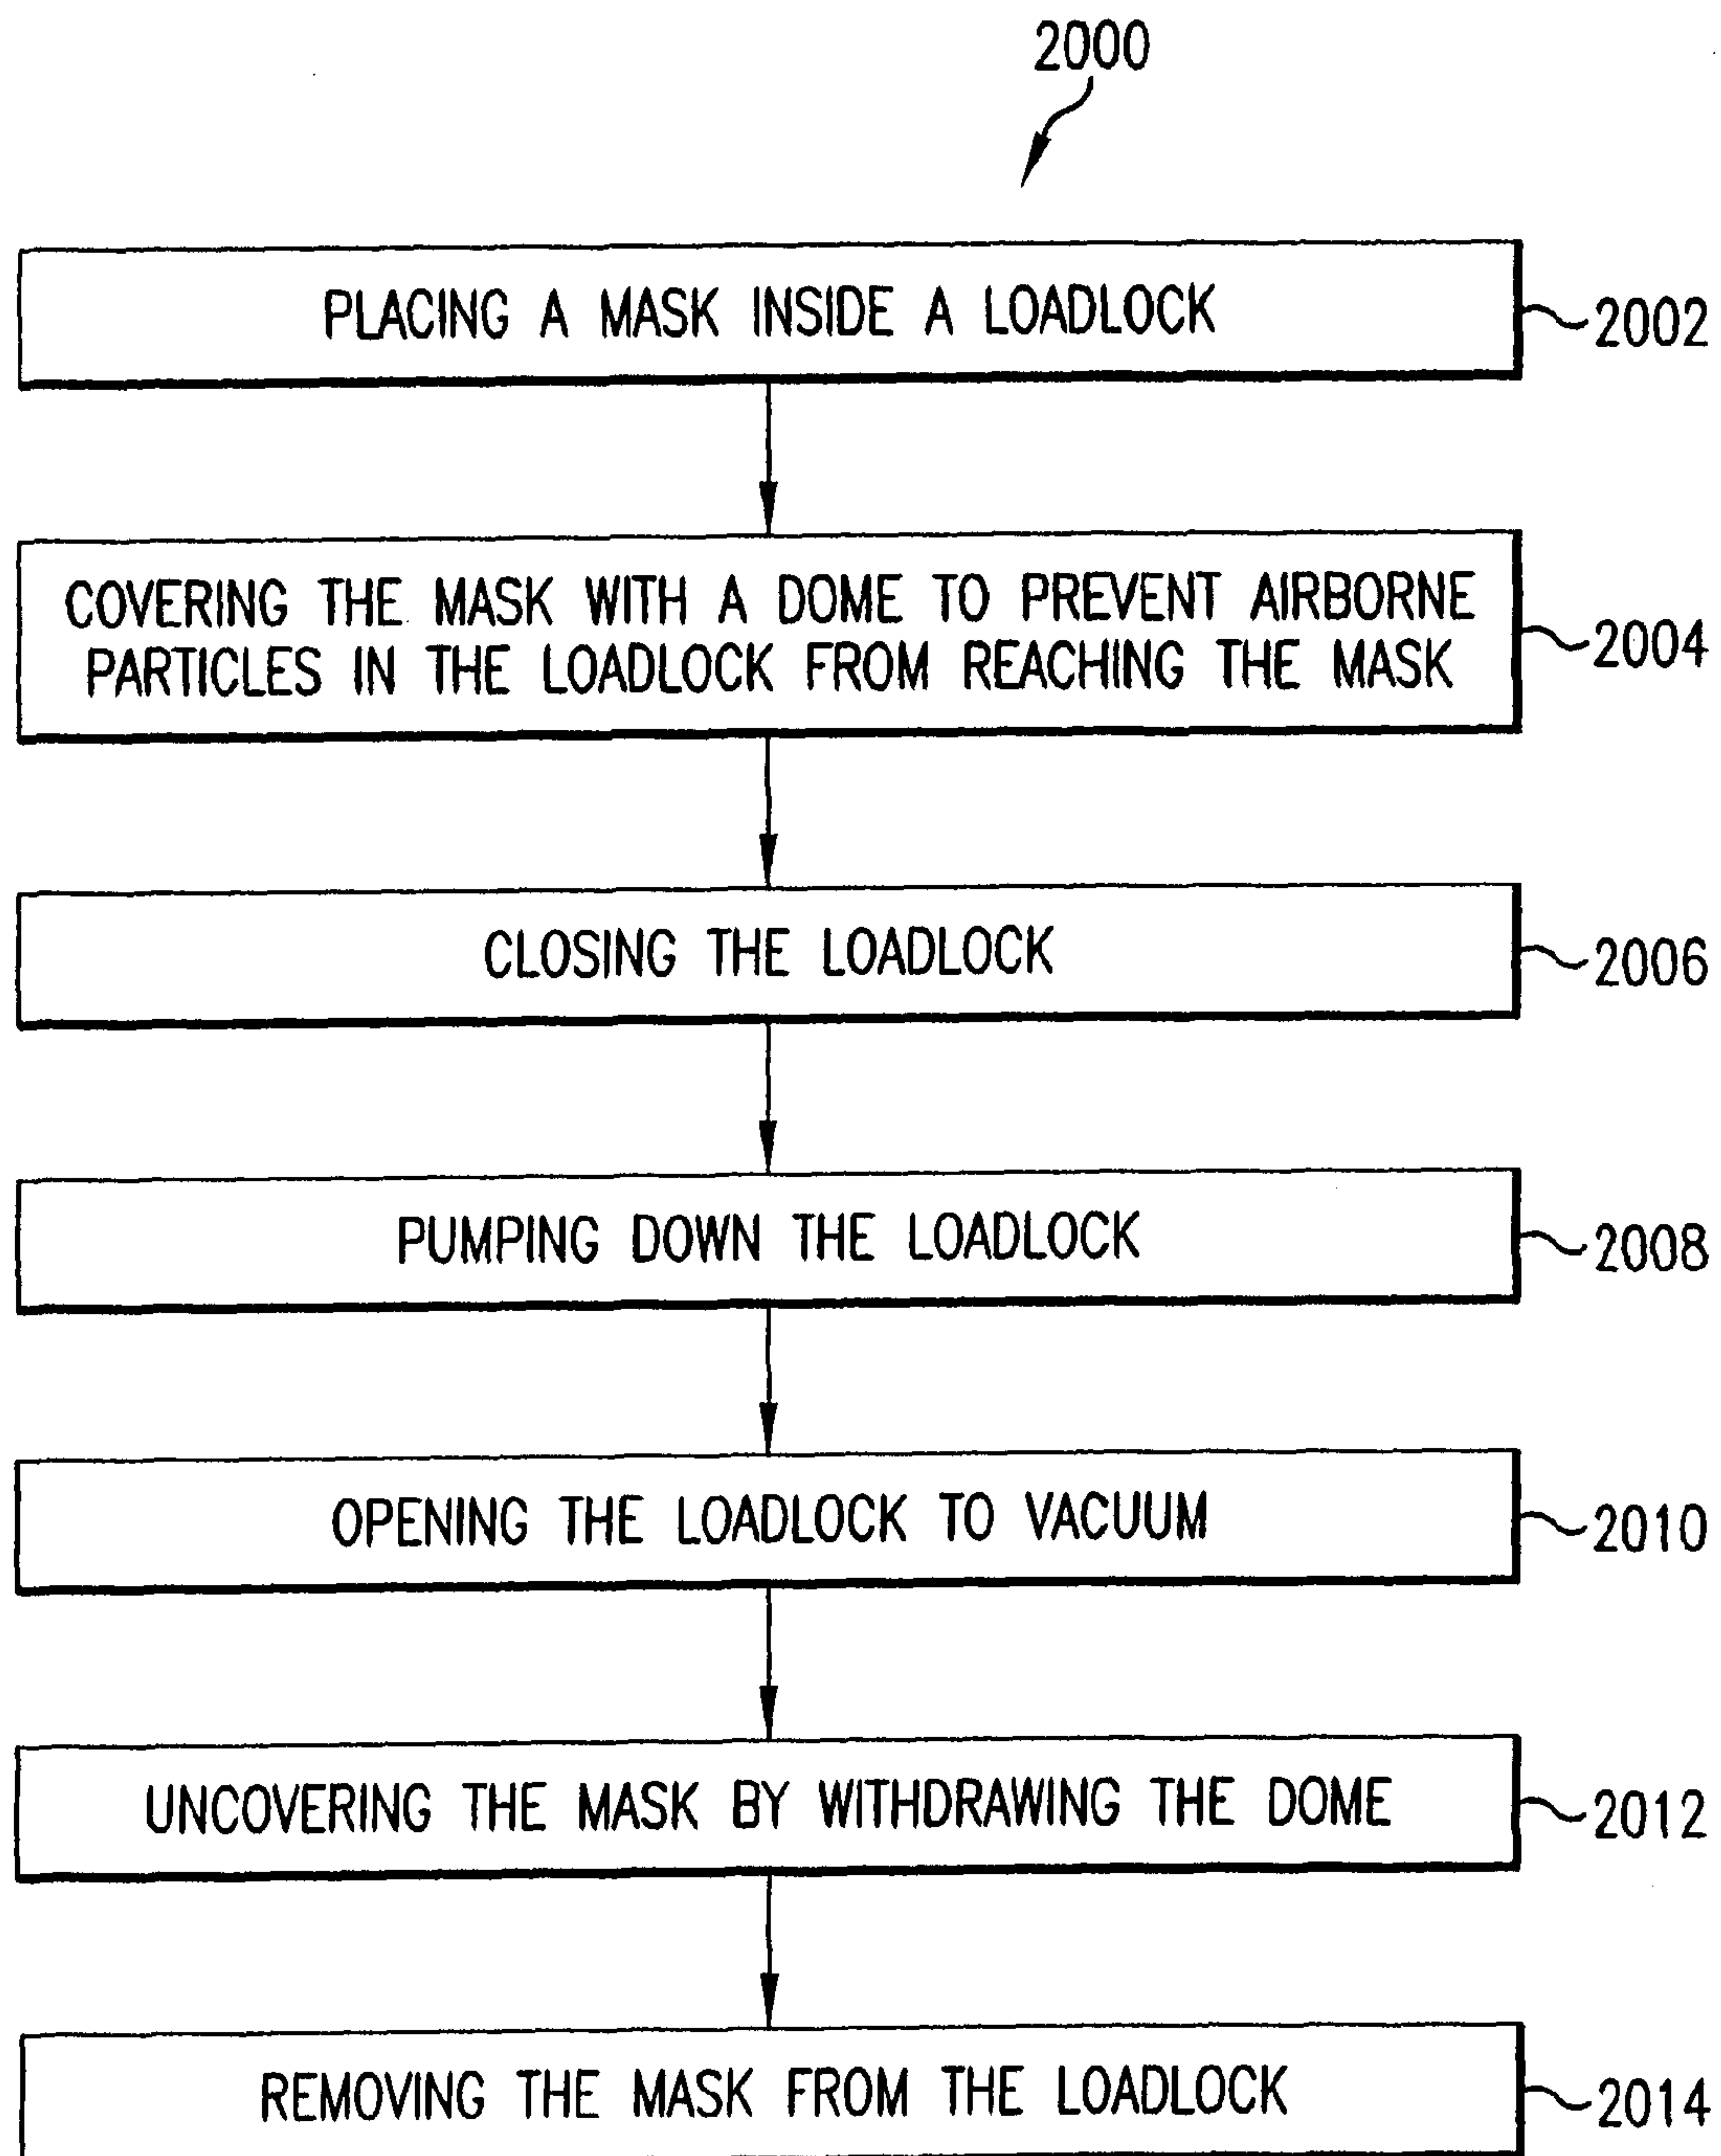 2000
PLACING A MASK INSIDE A LOADLOCK
2002
COVERING THE MASK WITH A DOME TO PREVENT AIRBORNE
PARTICLES IN THE LOADLOCK FROM REACHING THE MASK
2004
CLOSING THE LOADLOCK
2006
PUMPING DOWN THE LOADLOCK
2008
OPENING THE LOADLOCK TO VACUUM
2010
UNCOVERING THE MASK BY WITHDRAWING THE DOME
2012
REMOVING THE MASK FROM THE LOADLOCK
2014